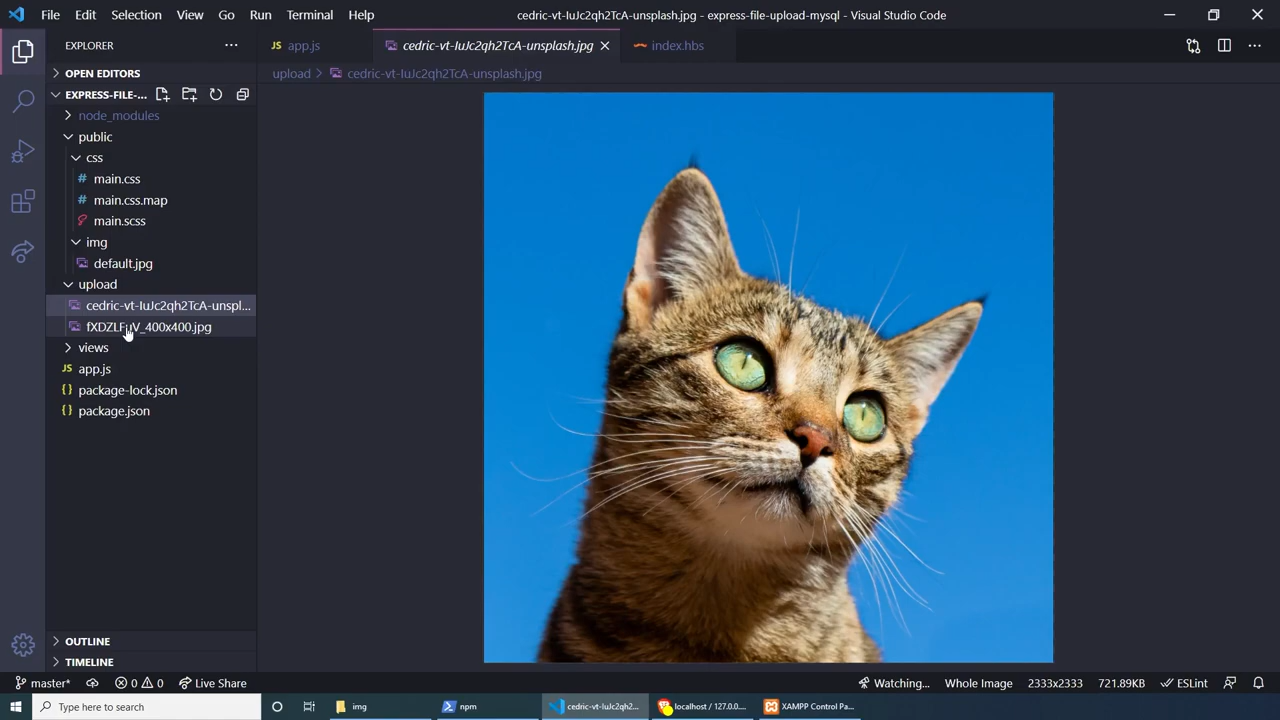 File Edit Selection View Go Run Terminal Help
cedric-vt-IuJc2qh2TcA-unsplash.jpg - express-file-upload-mysql - Visual Studio Code
EXPLORER
app.js
cedric-vt-IuJc2qh2TcA-unsplash.jpg
index.hbs
OPEN EDITORS
upload > cedric-vt-IuJc2qh2TcA-unsplash.jpg
EXPRESS-FILE-...
node_modules
public
css
main.css
main.css.map
main.scss
img
default.jpg
upload
cedric-vt-IuJc2qh2TcA-unspl...
_400x400.jpg
views
app.js
package-lock.json
package.json
OUTLINE
TIMELINE
master* 0 0 Live Share
Watching... Whole Image 2333x2333 721.89KB ESLint
Type here to search
img
npm
cedric-vt-IuJc2qh2...
localhost / 127.0.0....
XAMPP Control Pa...